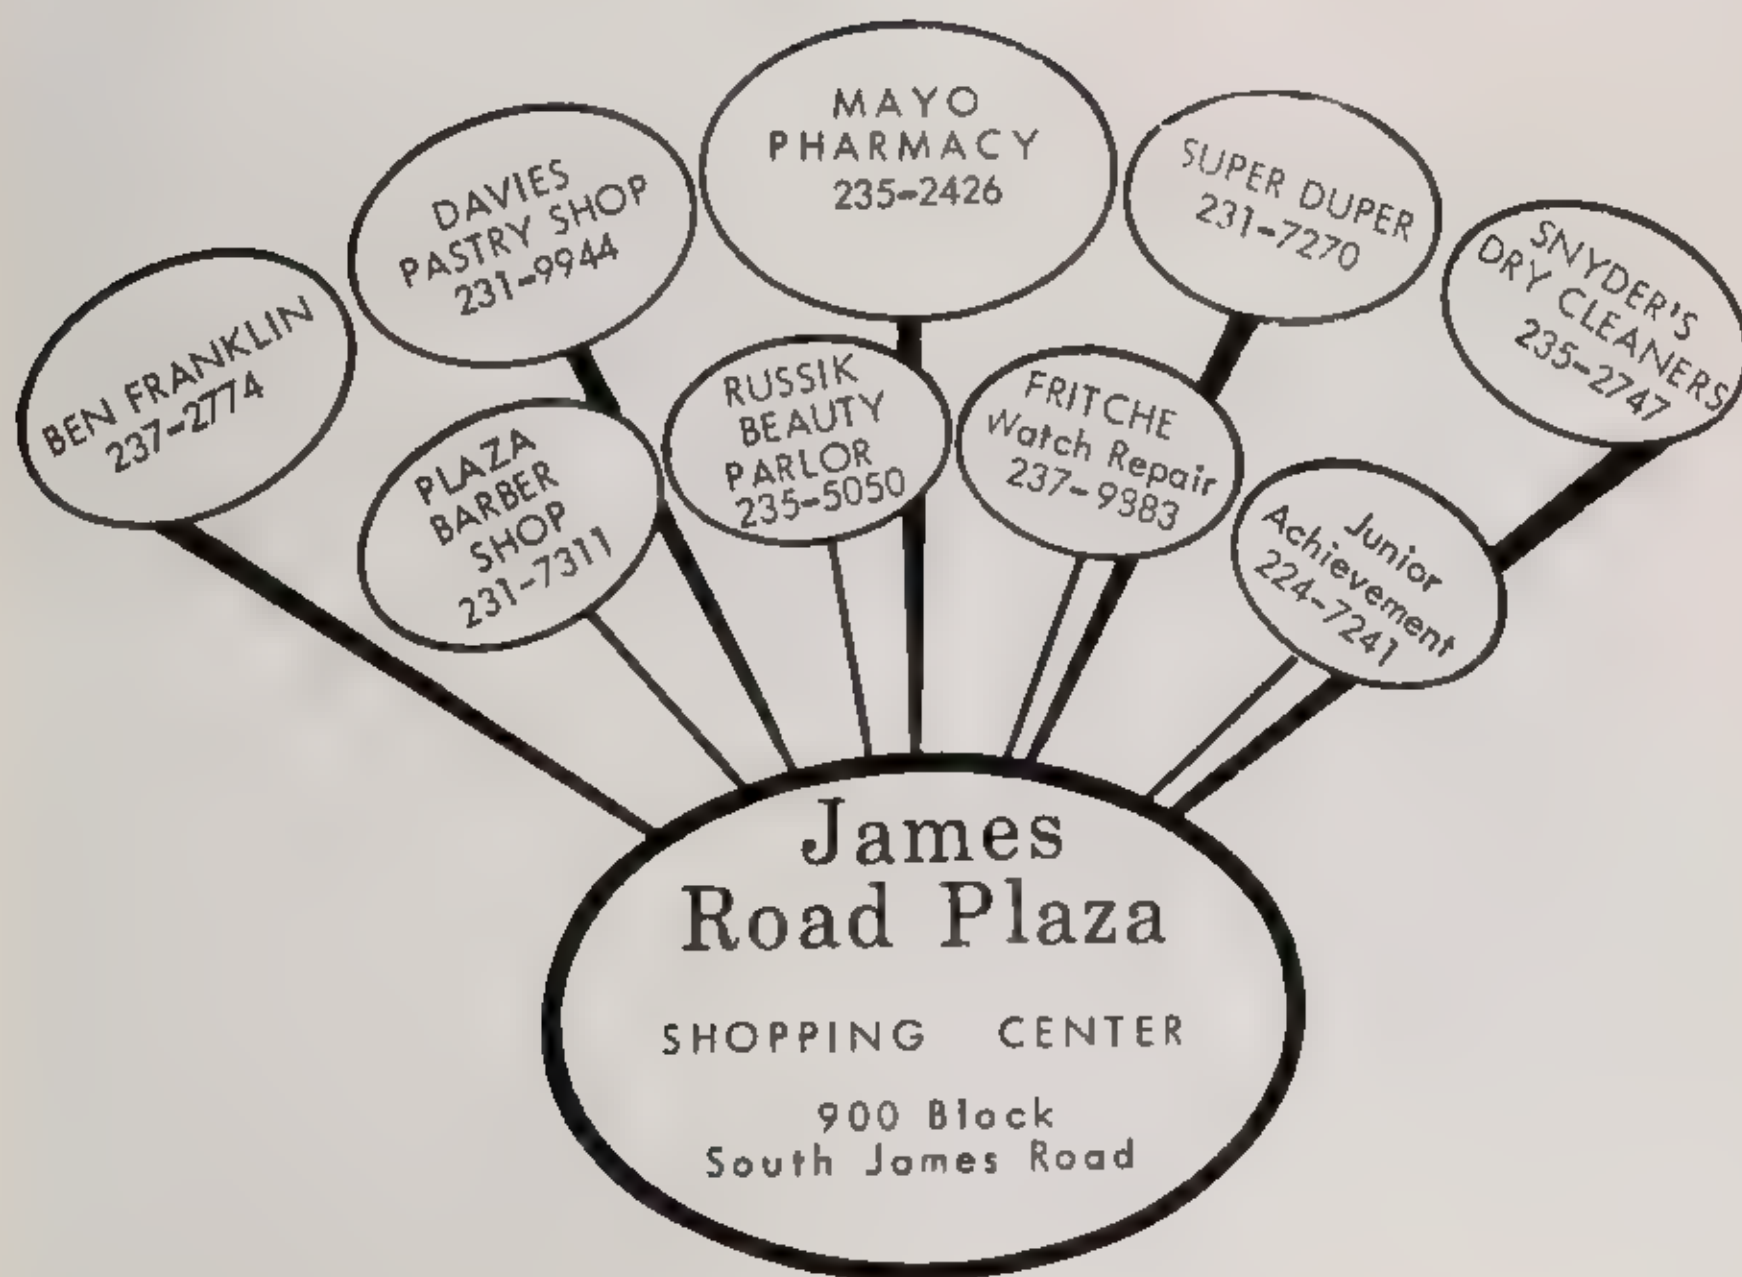 MAYO
PHARMACY
235-2426
DAVIES
PASTRY SHOP
231-9944
SUPER DUPER
231-7270
SNYDER'S
DRY CLEANERS
235-2747
BEN FRANKLIN
237-2774
PLAZA
BARBER
SHOP
231-7311
RUSSIK
BEAUTY
PARLOR
235-5050
FRITCHE
Watch Repair
Junior
Achievement
224-7241
James
Road Plaza
SHOPPING CENTER
900 Block
South James Road